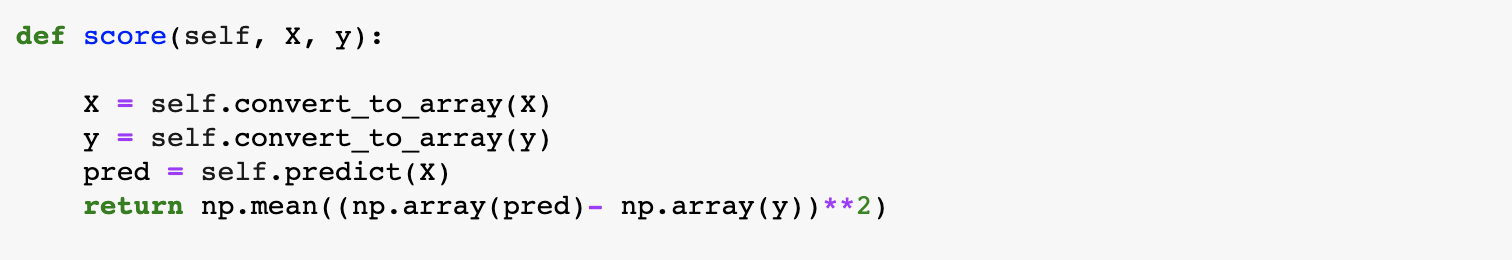 def score(self, X, y):
    X = self.convert_to_array(X)
    y = self.convert_to_array(y)
    pred = self.predict(X)
    return np.mean((np.array(pred)- np.array(y))**2)